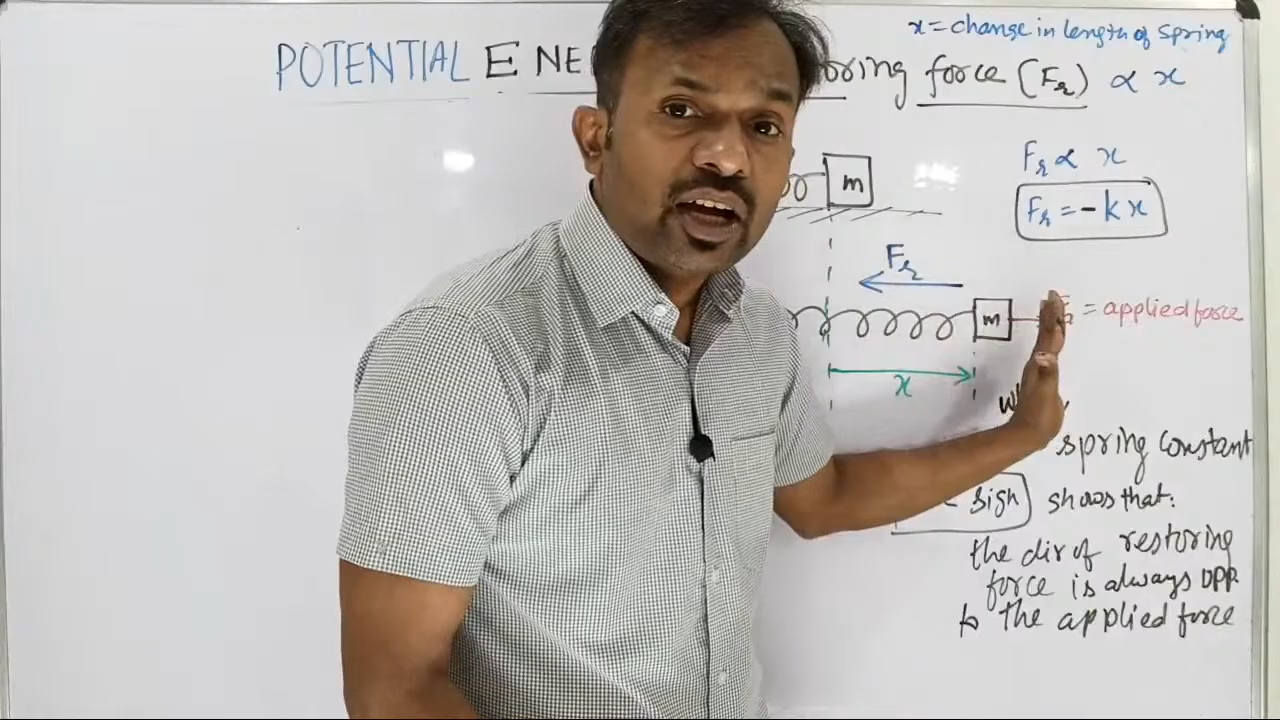 x = change in length of spring
POTENTIAL ENE
oring force (Fr) ∝ x
Fr ∝ x
m
Fr = -kx
Fr
m = applied force
x
spring constant
sign shows that:
the dir of restoring
force is always opp
to the applied force